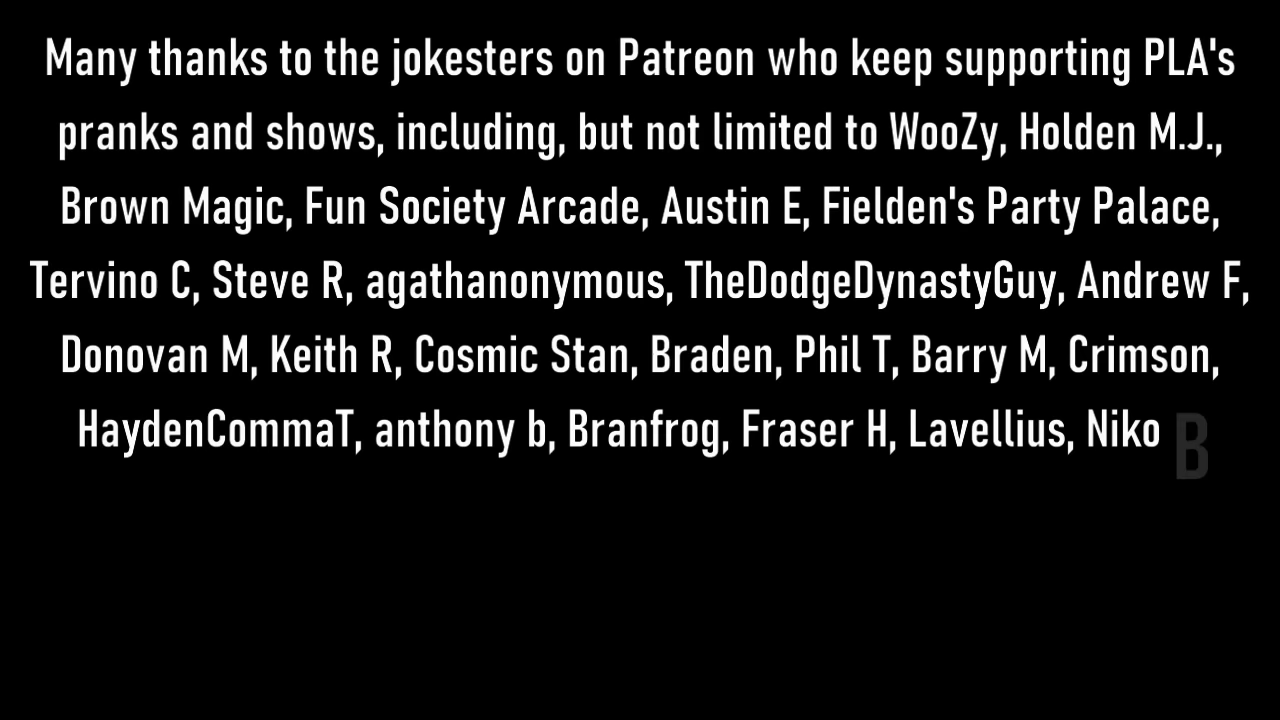 Many thanks to the jokesters on Patreon who keep supporting PLA's
pranks and shows, including, but not limited to WooZy, Holden M.J.,
Brown Magic, Fun Society Arcade, Austin E, Fielden's Party Palace,
Tervino C, Steve R, agathanonymous, TheDodgeDynastyGuy, Andrew F,
Donovan M, Keith R, Cosmic Stan, Braden, Phil T, Barry M, Crimson,
HaydenCommaT, anthony b, Branfrog, Fraser H, Lavellius, Niko B